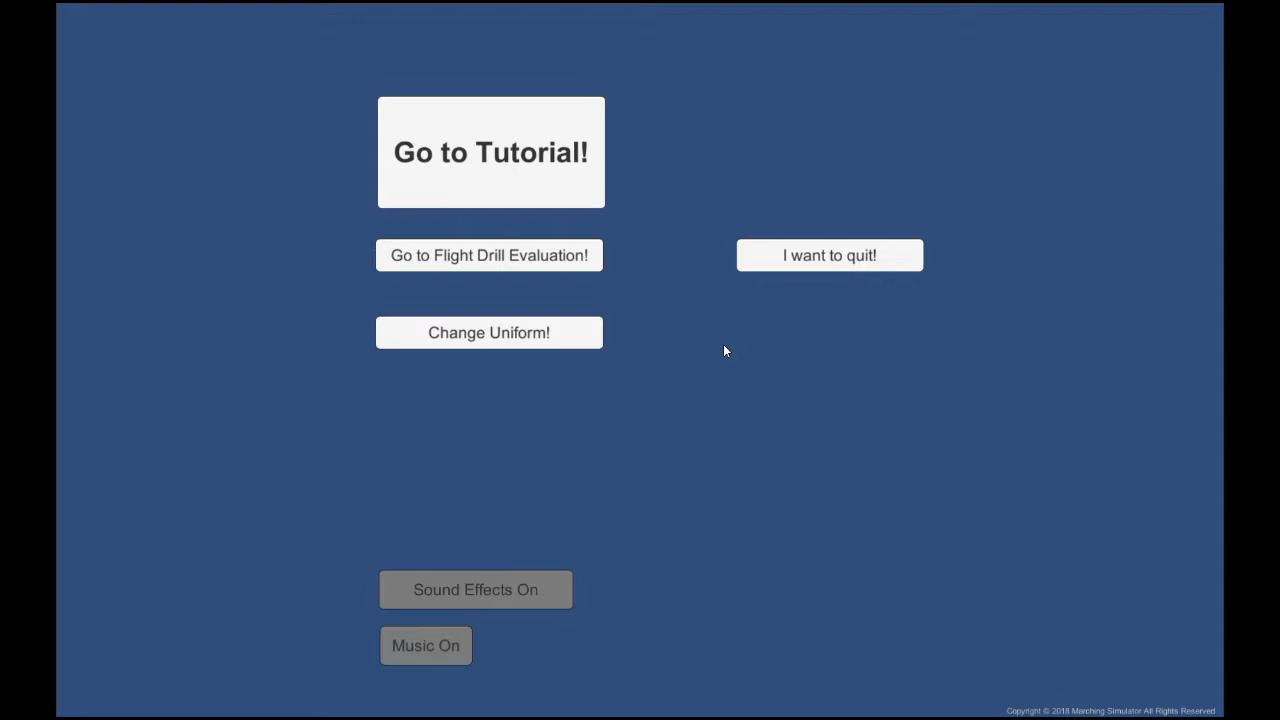 Go to Tutorial!
Go to Flight Drill Evaluation!
I want to quit!
Change Uniform!
Sound Effects On
Music On
Copyright © 2018 Marching Simulator All Rights Reserved